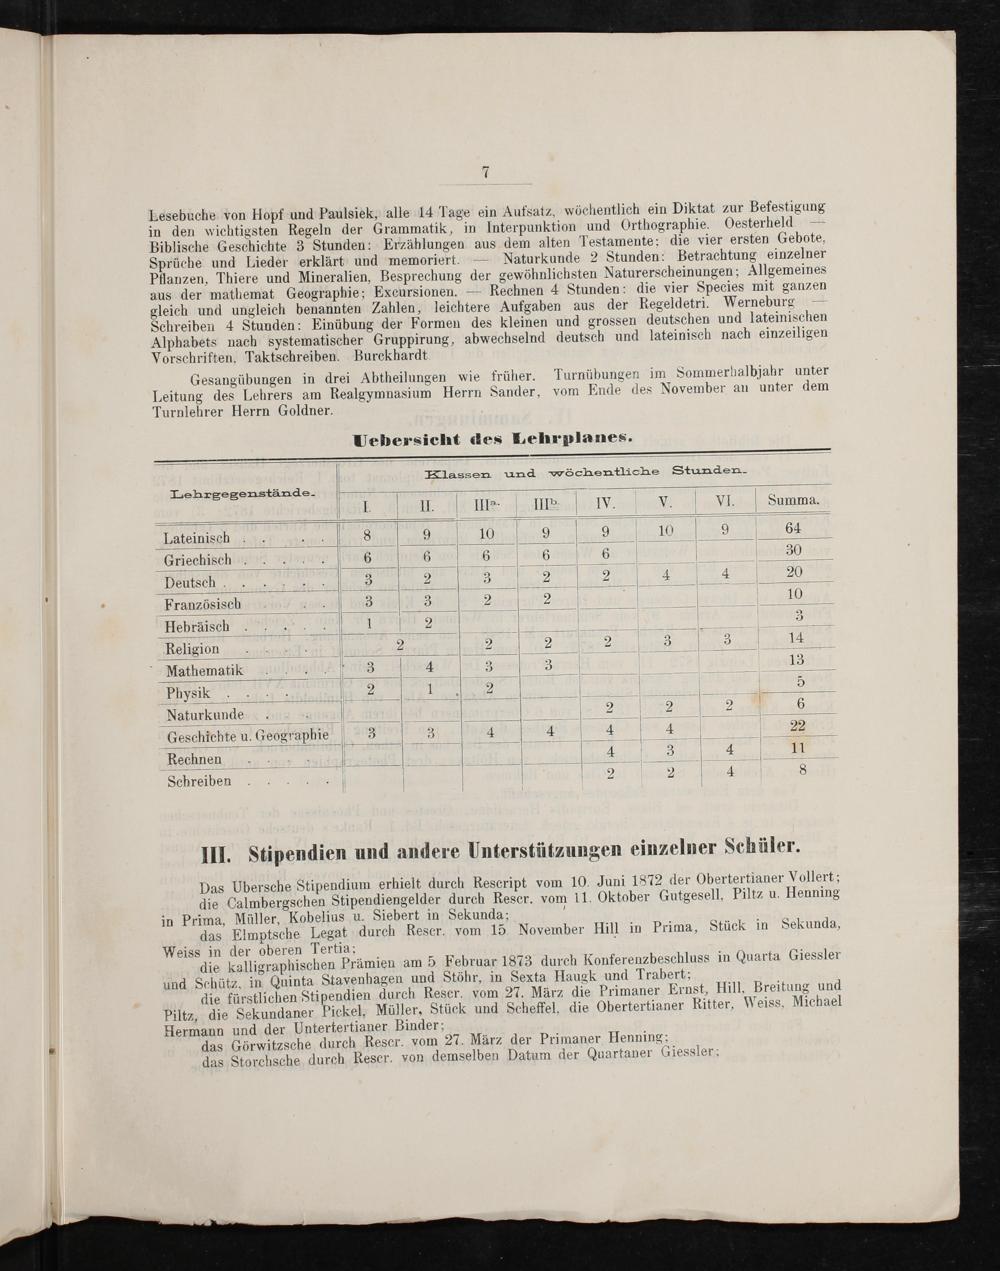 7
Lesebuche von Hopf und Paulsiek, alle 14 Tage ein Aufsatz, wöchentlich ein Diktat zur Befestigung
in den wichtigsten Regeln der Grammatik, in Interpunktion und Orthographie. Oesterheld —
Biblische Geschichte 3 Stunden: Erzählungen aus dem alten Testamente; die vier ersten Gebote,
Sprüche und Lieder erklärt und memoriert. — Naturkunde 2 Stunden: Betrachtung einzelner
Pflanzen, Thiere und Mineralien, Besprechung der gewöhnlichsten Naturerscheinungen; Allgemeines
aus der mathemat Geographie; Excursionen. — Rechnen 4 Stunden: die vier Species mit ganzen
gleich und ungleich benannten Zahlen, leichtere Aufgaben aus der Regeldetri. Werneburg —
Schreiben 4 Stunden: Einübung der Formen des kleinen und grossen deutschen und lateinischen
Alphabets nach systematischer Gruppirung, abwechselnd deutsch und lateinisch nach einzeiligen
Vorschriften, Taktschreiben. Burckhardt
Gesangübungen in drei Abtheilungen wie früher. Turnübungen im Sommerhalbjahr unter
Leitung des Lehrers am Realgymnasium Herrn Sander, vom Ende des November an unter dem
Turnlehrer Herrn Goldner.
Uebersicht des Lehrplanes.
Lehrgegenstände. Klassen und wöchentliche Stunden.
I. II. IIIa. IIIb. IV. V. VI. Summa.
Lateinisch . . . . 8 9 10 9 9 10 9 64
Griechisch . . . . . 6 6 6 6 6 30
Deutsch . . . . . . 3 2 3 2 2 4 4 20
Französisch . . . 3 3 2 2 10
Hebräisch . . . . . 1 2 3
Religion . . . . 2 2 2 2 3 3 14
Mathematik . . . . 3 4 3 3 13
Physik . . . . 2 1 2 5
Naturkunde . . 2 2 2 6
Geschichte u. Geographie 3 3 4 4 4 4 22
Rechnen . . . . 4 3 4 11
Schreiben . . . . . 2 2 4 8
III. Stipendien und andere Unterstützungen einzelner Schüler.
Das Ubersche Stipendium erhielt durch Rescript vom 10. Juni 1872 der Obertertianer Vollert;
die Calmbergschen Stipendiengelder durch Rescr. vom 11. Oktober Gutgesell, Piltz u. Henning
in Prima, Müller, Kobelius u. Siebert in Sekunda;
das Elmptsche Legat durch Rescr. vom 15 November Hill in Prima, Stück in Sekunda,
Weiss in der oberen Tertia;
die kalligraphischen Prämien am 5 Februar 1873 durch Konferenzbeschluss in Quarta Giessler
und Schütz, in Quinta Stavenhagen und Stöhr, in Sexta Haugk und Trabert;
die fürstlichen Stipendien durch Rescr. vom 27. März die Primaner Ernst, Hill, Breitung und
Piltz, die Sekundaner Pickel, Müller, Stück und Scheffel, die Obertertianer Ritter, Weiss, Michael
Hermann und der Untertertianer Binder;
das Görwitzsche durch Rescr. vom 27. März der Primaner Henning;
das Storchsche durch Rescr. von demselben Datum der Quartaner Giessler;